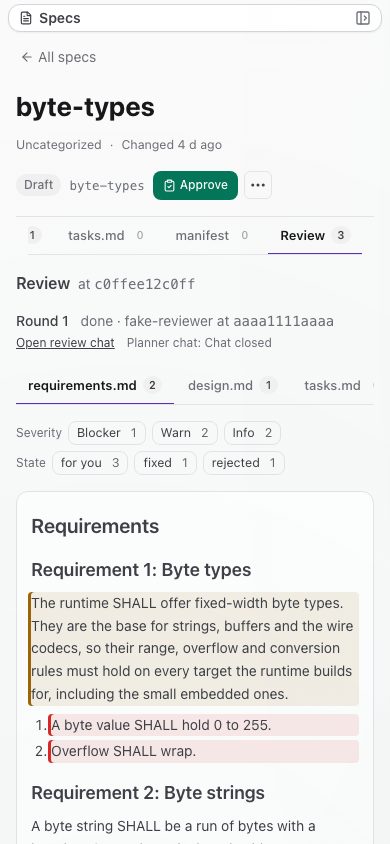 Specs
All specs
byte-types
Uncategorized · Changed 4 d ago
Draft byte-types Approve
1 tasks.md 0 manifest 0 Review 3
Review at c0ffee12c0ff
Round 1 done · fake-reviewer at aaaa1111aaaa
Open review chat Planner chat: Chat closed
requirements.md 2 design.md 1 tasks.md
Severity Blocker 1 Warn 2 Info 2
State for you 3 fixed 1 rejected 1
Requirements
Requirement 1: Byte types
The runtime SHALL offer fixed-width byte types.
They are the base for strings, buffers and the wire
codecs, so their range, overflow and conversion
rules must hold on every target the runtime builds
for, including the small embedded ones.
1. A byte value SHALL hold 0 to 255.
2. Overflow SHALL wrap.
Requirement 2: Byte strings
A byte string SHALL be a run of bytes with a